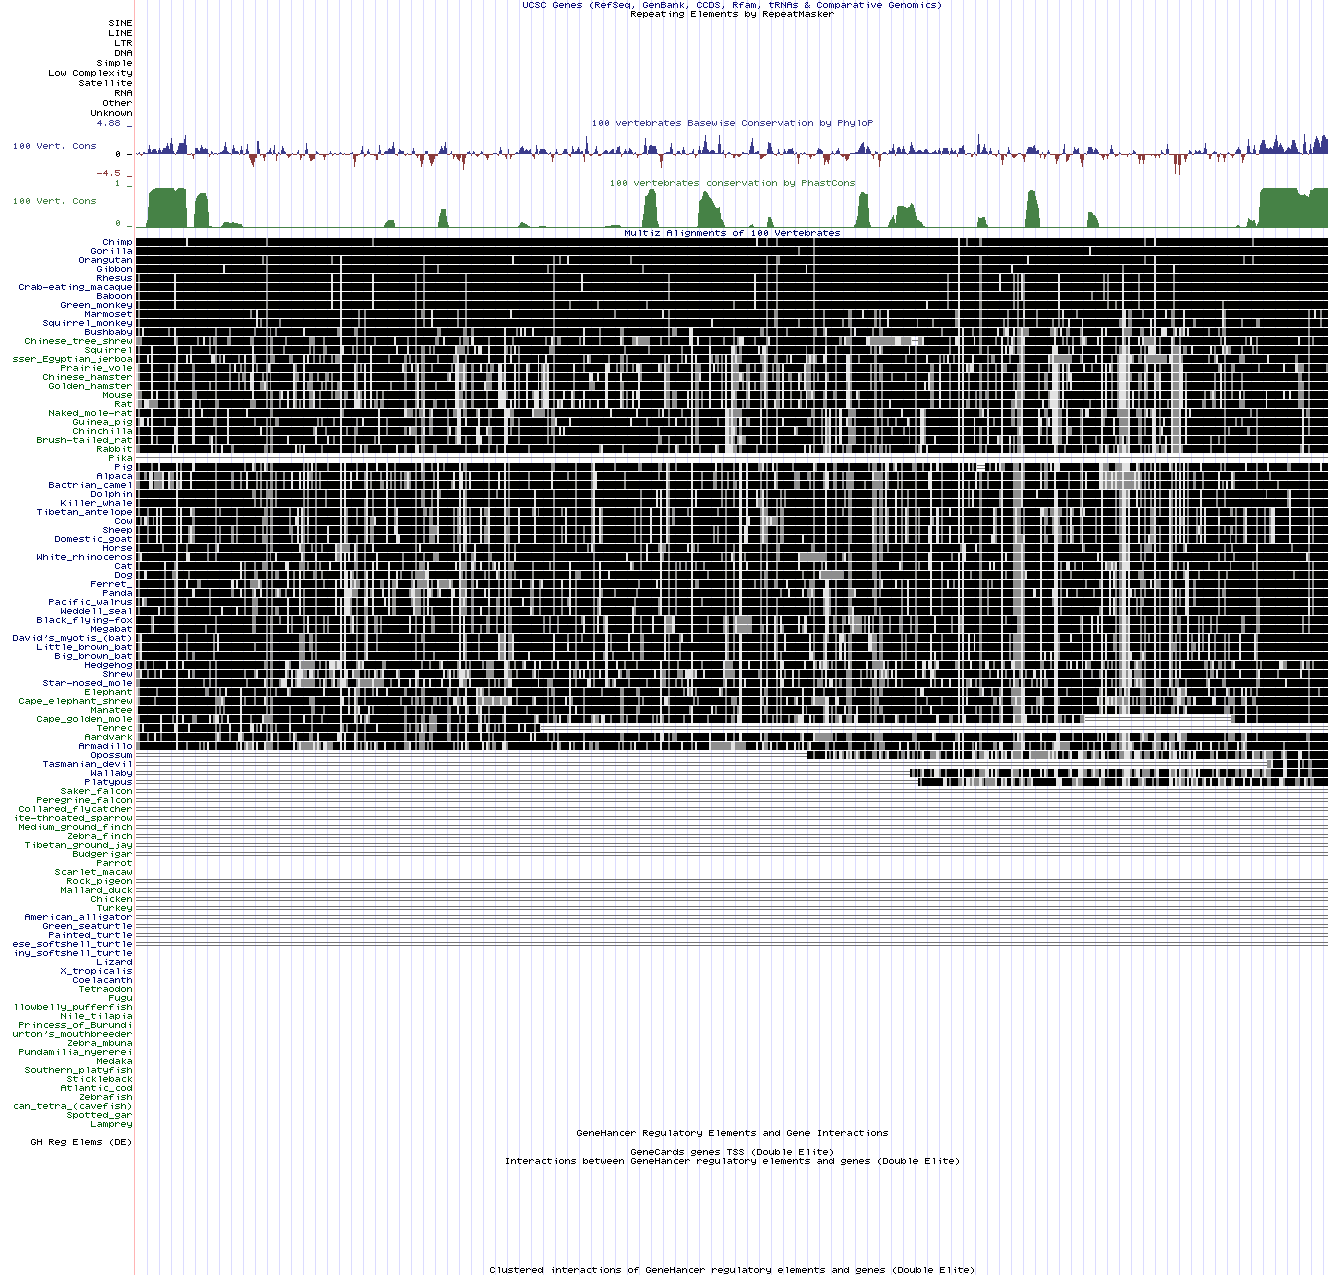 UCSC Genes (RefSeq, GenBank, CCDS, Rfam, tRNAs & Comparative Genomics)
Repeating Elements by RepeatMasker
SINE
LINE
LTR
DNA
Simple
Low Complexity
Satellite
RNA
Other
Unknown
4.88 _
100 vertebrates Basewise Conservation by PhyloP
100 Vert. Cons
0 -
-4.5 _
100 vertebrates conservation by PhastCons
1 _
100 Vert. Cons
0 _
Multiz Alignments of 100 Vertebrates
Chimp
Gorilla
Orangutan
Gibbon
Rhesus
Crab-eating_macaque
Baboon
Green_monkey
Marmoset
Squirrel_monkey
Bushbaby
Chinese_tree_shrew
Squirrel
sser_Egyptian_jerboa
Prairie_vole
Chinese_hamster
Golden_hamster
Mouse
Rat
Naked_mole-rat
Guinea_pig
Chinchilla
Brush-tailed_rat
Rabbit
Pika
Pig
Alpaca
Bactrian_camel
Dolphin
Killer_whale
Tibetan_antelope
Cow
Sheep
Domestic_goat
Horse
White_rhinoceros
Cat
Dog
Ferret_
Panda
Pacific_walrus
Weddell_seal
Black_flying-fox
Megabat
David's_myotis_(bat)
Little_brown_bat
Big_brown_bat
Hedgehog
Shrew
Star-nosed_mole
Elephant
Cape_elephant_shrew
Manatee
Cape_golden_mole
Tenrec
Aardvark
Armadillo
Opossum
Tasmanian_devil
Wallaby
Platypus
Saker_falcon
Peregrine_falcon
Collared_flycatcher
ite-throated_sparrow
Medium_ground_finch
Zebra_finch
Tibetan_ground_jay
Budgerigar
Parrot
Scarlet_macaw
Rock_pigeon
Mallard_duck
Chicken
Turkey
American_alligator
Green_seaturtle
Painted_turtle
ese_softshell_turtle
iny_softshell_turtle
Lizard
X_tropicalis
Coelacanth
Tetraodon
Fugu
llowbelly_pufferfish
Nile_tilapia
Princess_of_Burundi
urton's_mouthbreeder
Zebra_mbuna
Pundamilia_nyererei
Medaka
Southern_platyfish
Stickleback
Atlantic_cod
Zebrafish
can_tetra_(cavefish)
Spotted_gar
Lamprey
GeneHancer Regulatory Elements and Gene Interactions
GH Reg Elems (DE)
GeneCards genes TSS (Double Elite)
Interactions between GeneHancer regulatory elements and genes (Double Elite)
Clustered interactions of GeneHancer regulatory elements and genes (Double Elite)